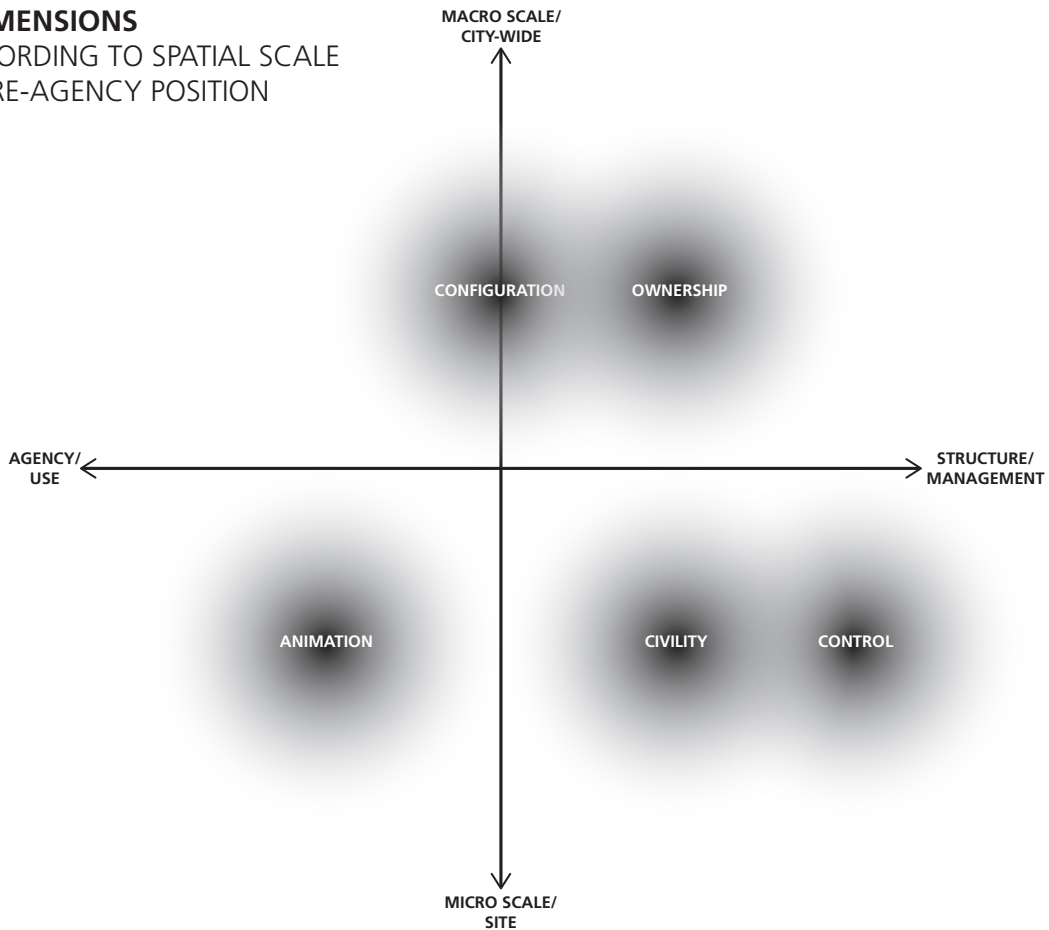 MENSIONS
ORDING TO SPATIAL SCALE
RE-AGENCY POSITION
MACRO SCALE/
CITY-WIDE
CONFIGURATION
OWNERSHIP
AGENCY/
USE
STRUCTURE/
MANAGEMENT
ANIMATION
CIVILITY
CONTROL
MICRO SCALE/
SITE